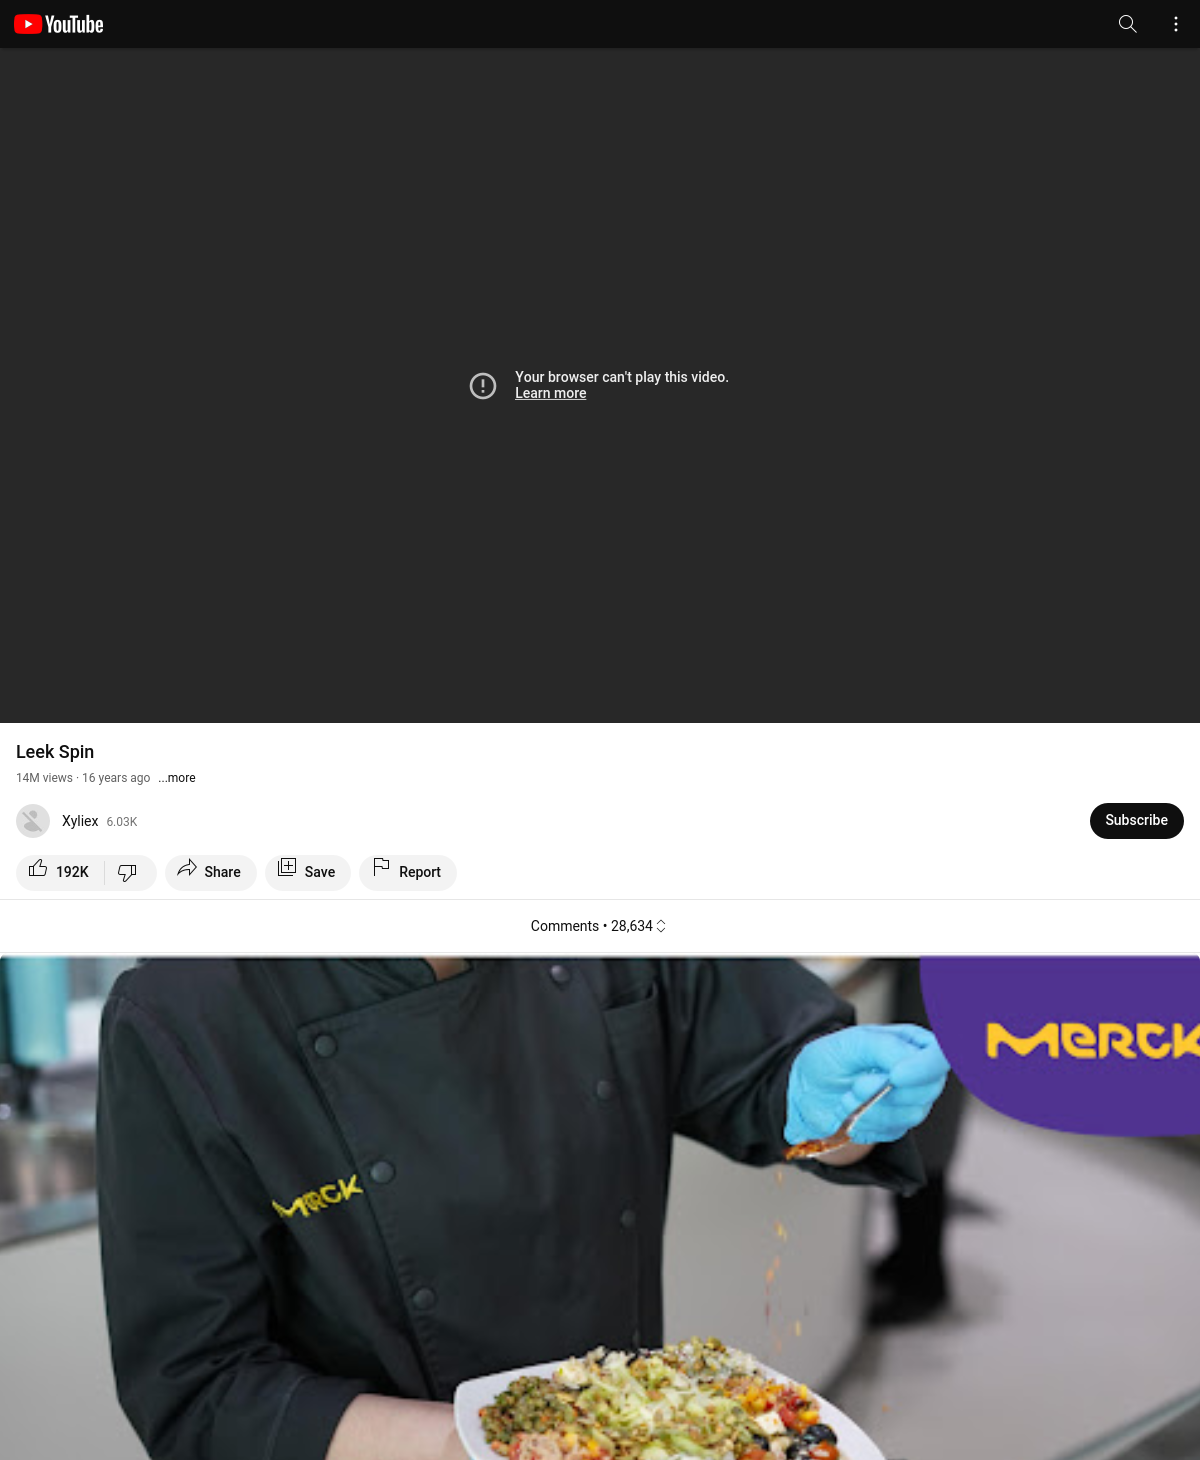 YouTube
Your browser can't play this video.
Learn more
Leek Spin
14M views · 16 years ago ...more
Xyliex 6.03K
Subscribe
192K
Share
Save
Report
Comments • 28,634
MERCK
MERCK